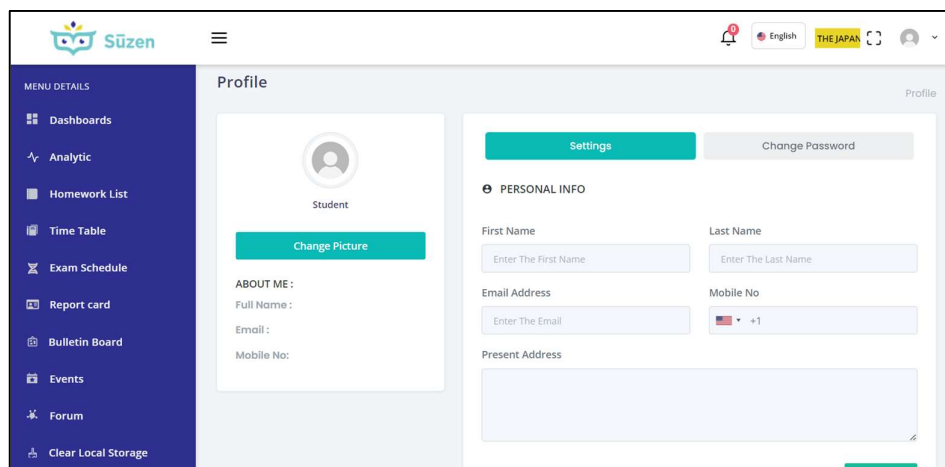 Sūzen
0
English
THE JAPAN
MENU DETAILS
Dashboards
Analytic
Homework List
Time Table
Exam Schedule
Report card
Bulletin Board
Events
Forum
Clear Local Storage
Profile
Profile
Student
Change Picture
ABOUT ME :
Full Name :
Email :
Mobile No:
Settings
Change Password
PERSONAL INFO
First Name
Last Name
Enter The First Name
Enter The Last Name
Email Address
Mobile No
Enter The Email
+1
Present Address